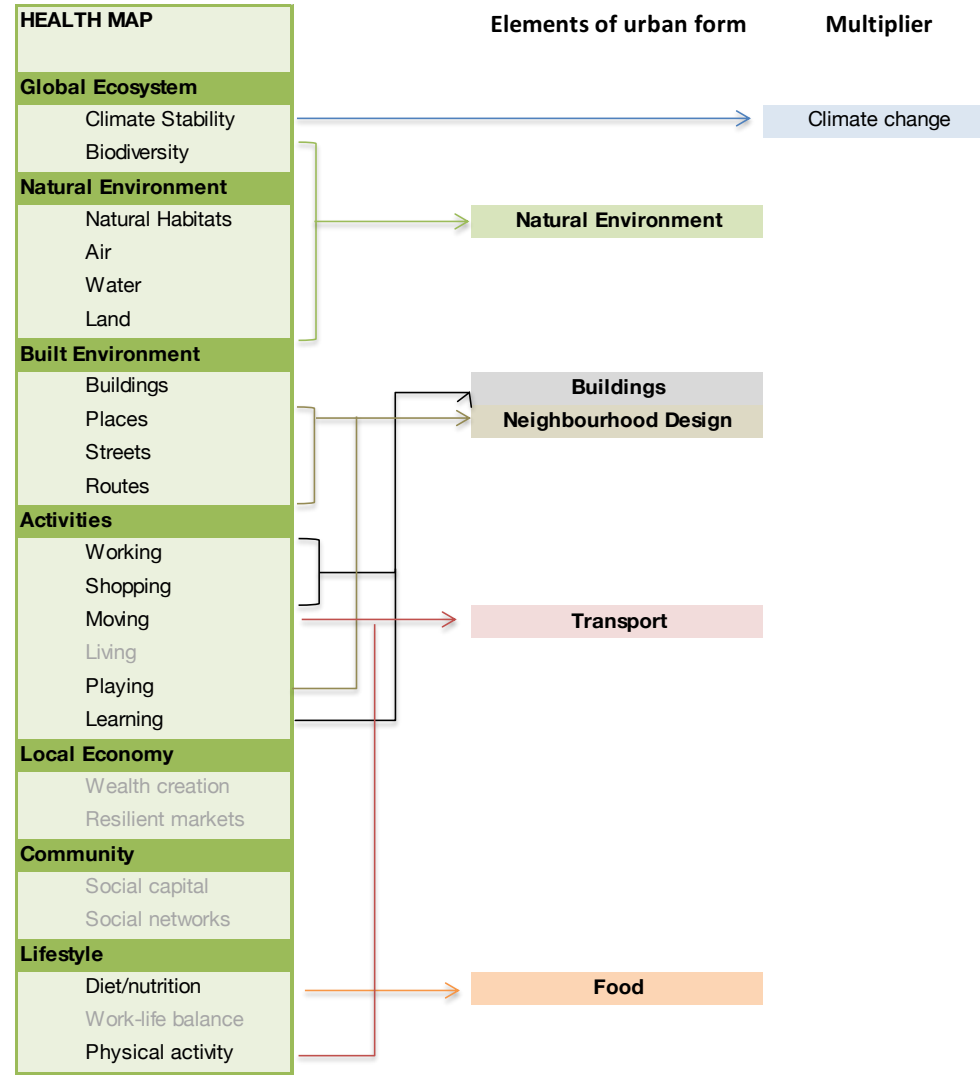 HEALTH MAP
Elements of urban form
Multiplier
Global Ecosystem
Climate Stability
Climate change
Biodiversity
Natural Environment
Natural Habitats
Natural Environment
Air
Water
Land
Built Environment
Buildings
Buildings
Places
Neighbourhood Design
Streets
Routes
Activities
Working
Shopping
Moving
Transport
Living
Playing
Learning
Local Economy
Wealth creation
Resilient markets
Community
Social capital
Social networks
Lifestyle
Diet/nutrition
Food
Work-life balance
Physical activity